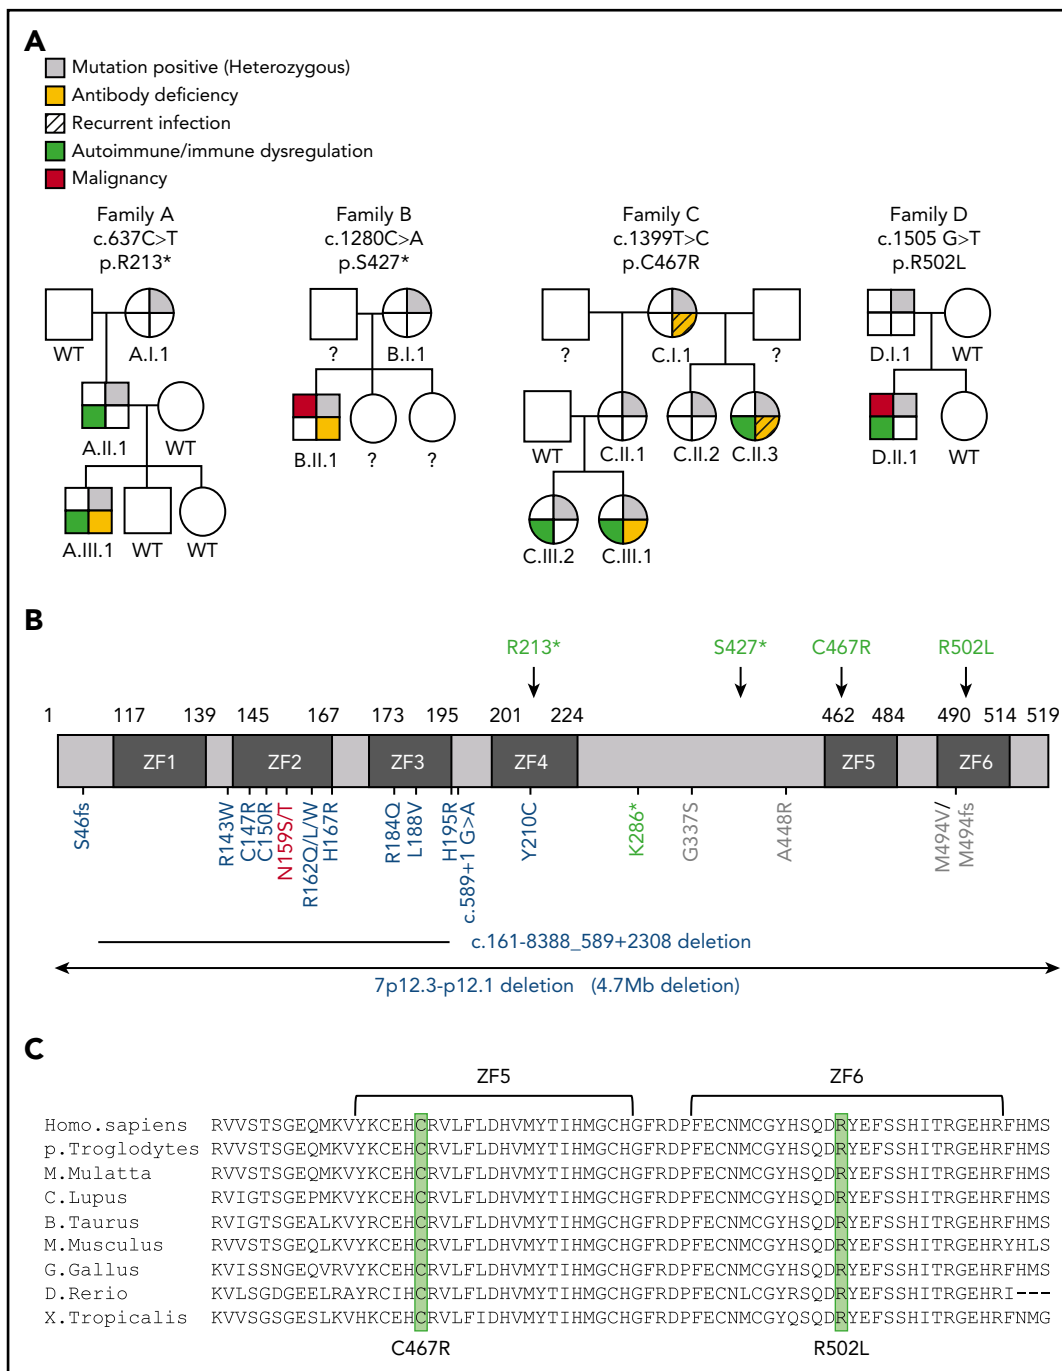 A
Mutation positive (Heterozygous)
Antibody deficiency
Recurrent infection
Autoimmune/immune dysregulation
Malignancy
Family A
c.637C>T
p.R213*
WT
A.I.1
A.II.1
WT
A.III.1
WT
WT
Family B
c.1280C>A
p.S427*
?
B.I.1
B.II.1
?
?
Family C
c.1399T>C
p.C467R
?
C.I.1
?
WT
C.II.1
C.II.2
C.II.3
C.III.2
C.III.1
Family D
c.1505 G>T
p.R502L
D.I.1
WT
D.II.1
WT
B
R213*
S427*
C467R
R502L
1 117 139 145 167 173 195 201 224 462 484 490 514 519
ZF1 ZF2 ZF3 ZF4 ZF5 ZF6
S46fs
R143W
C147R
C150R
N159S/T
R162Q/L/W
H167R
R184Q
L188V
H195R
c.589+1 G>A
Y210C
K286*
G337S
A448R
M494V/
M494fs
c.161-8388_589+2308 deletion
7p12.3-p12.1 deletion (4.7Mb deletion)
C
ZF5 ZF6
Homo.sapiens RVVSTSGEQMKVYKCEHCRVLFLDHVMYTIHMGCHGFRDPFECNMCGYHSQDRYEFSSHITRGEHRFHMS
p.Troglodytes RVVSTSGEQMKVYKCEHCRVLFLDHVMYTIHMGCHGFRDPFECNMCGYHSQDRYEFSSHITRGEHRFHMS
M.Mulatta RVVSTSGEQMKVYKCEHCRVLFLDHVMYTIHMGCHGFRDPFECNMCGYHSQDRYEFSSHITRGEHRFHMS
C.Lupus RVIGTSGEPMKVYKCEHCRVLFLDHVMYTIHMGCHGFRDPFECNMCGYHSQDRYEFSSHITRGEHRFHMS
B.Taurus RVIGTSGEALKVYRCEHCRVLFLDHVMYTIHMGCHGFRDPFECNMCGYHSQDRYEFSSHITRGEHRFHMS
M.Musculus RVVSTSGEQLKVYKCEHCRVLFLDHVMYTIHMGCHGFRDPFECNMCGYHSQDRYEFSSHITRGEHRYHLS
G.Gallus KVISSNGEQVRVYKCEHCRVLFLDHVMYTIHMGCHGFRDPFECNMCGYHSQDRYEFSSHITRGEHRFHMS
D.Rerio KVLSGDGEELRAYRCIHCRVLFLDHVMYTIHMGCHGFRDPFECNLCGYRSQDRYEFSSHITRGEHRI---
X.Tropicalis KVVSGSGESLKVHKCEHCRVLFLDHVMYTIHMGCHGFRDPFECNMCGYQSQDRYEFSSHITRGEHRFNMG
C467R R502L